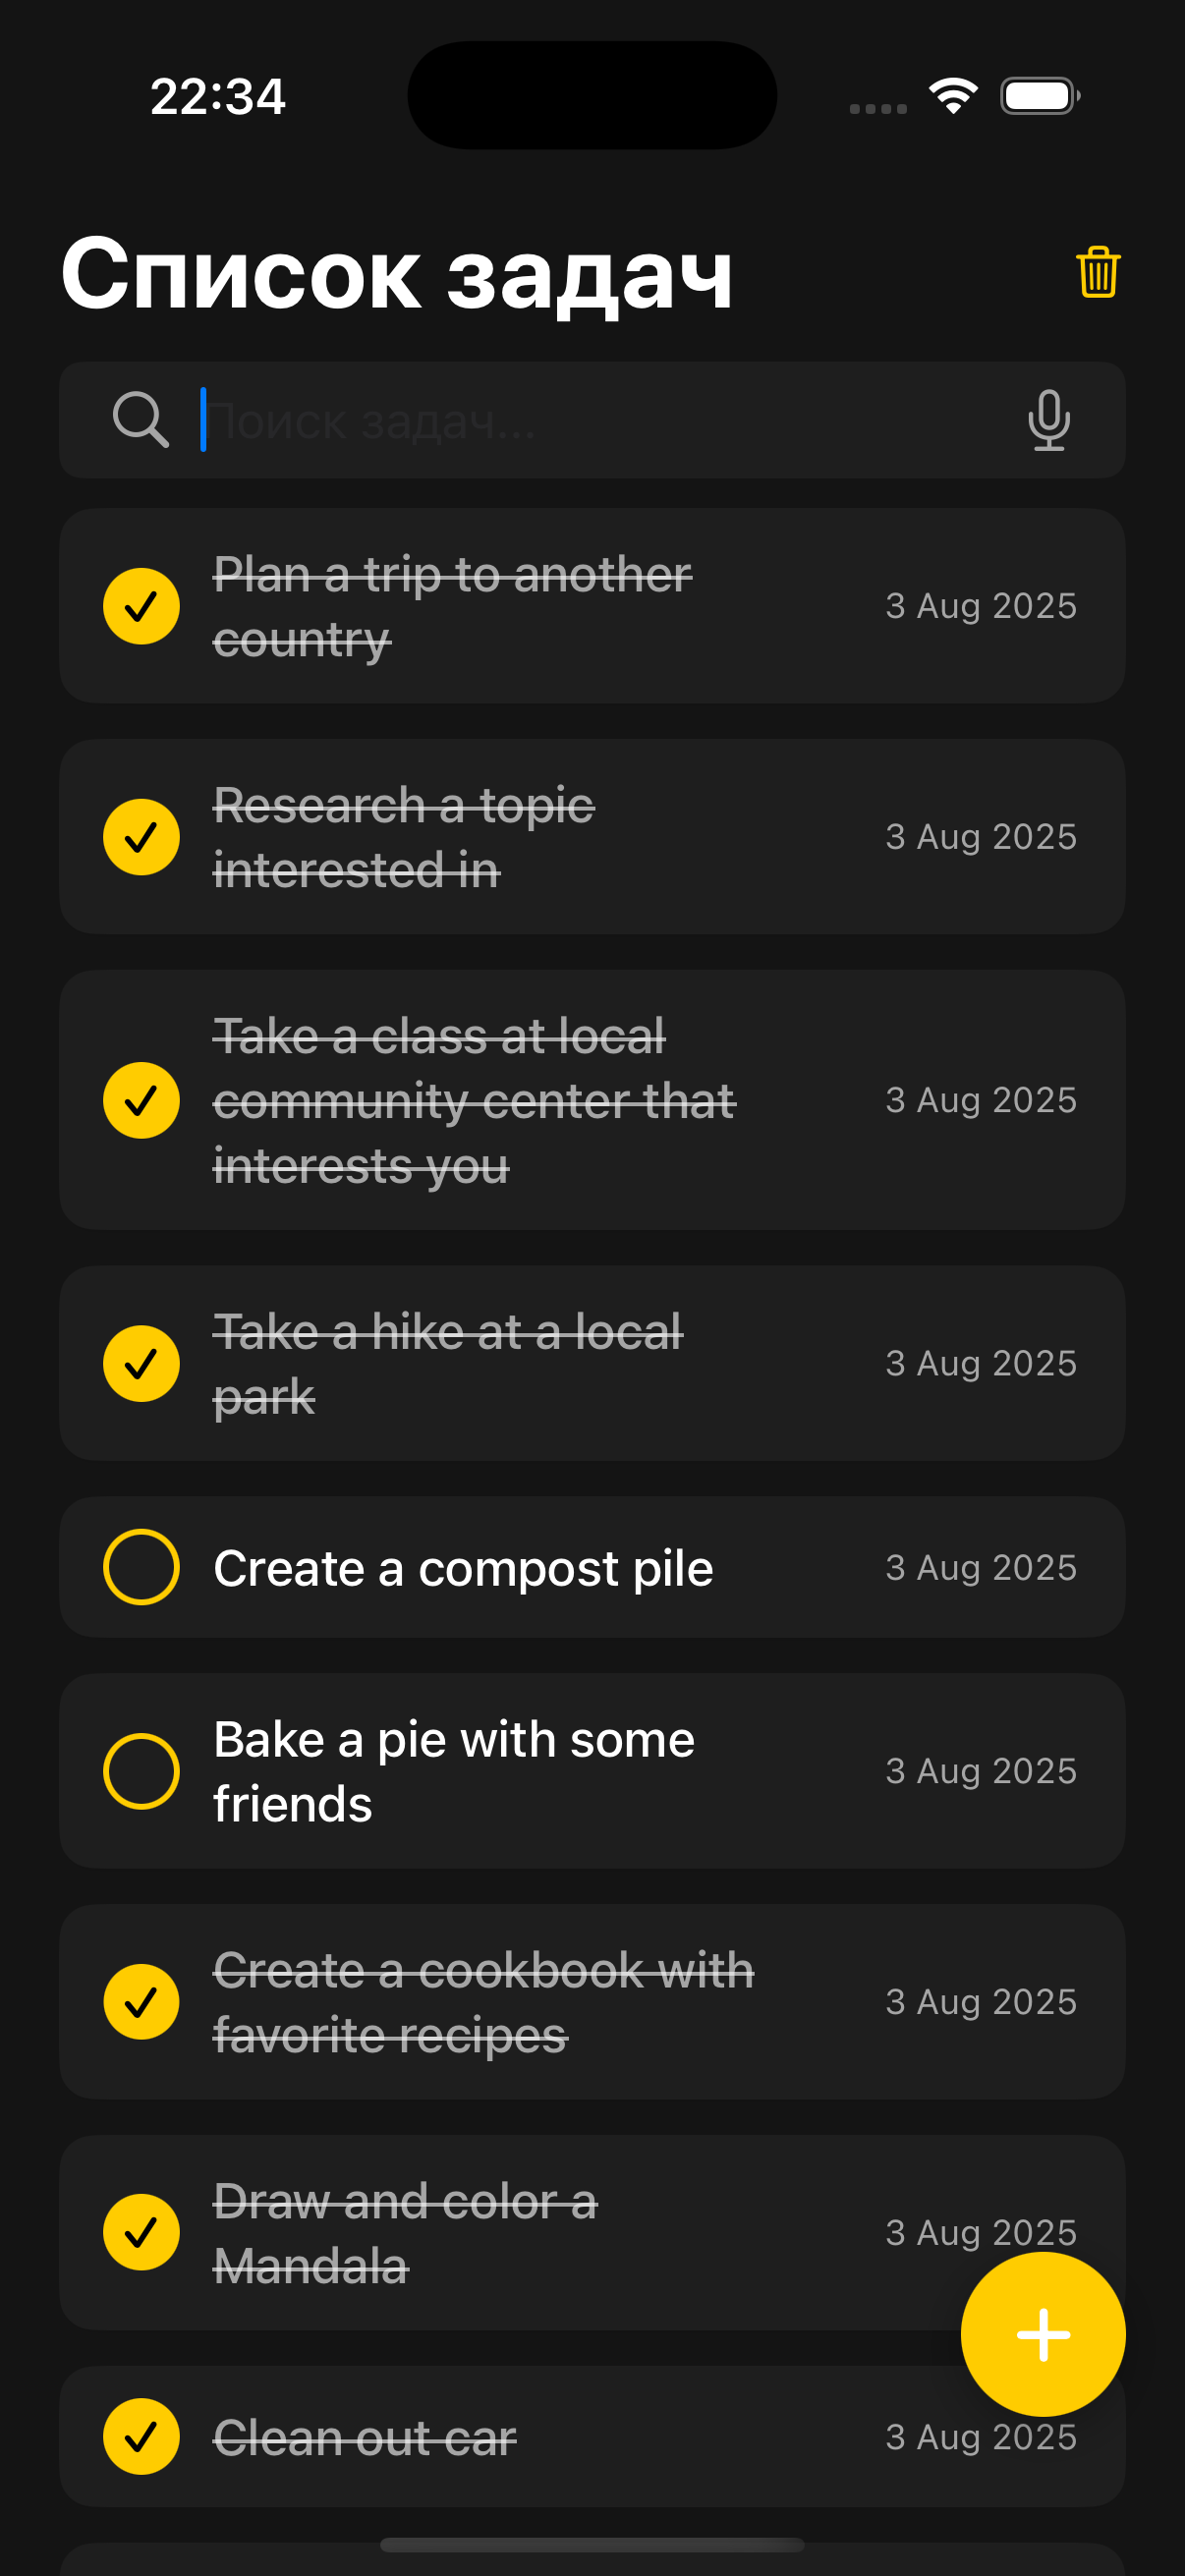 22:34
Список задач
Поиск задач...
Plan a trip to another
country
3 Aug 2025
Research a topic
interested in
3 Aug 2025
Take a class at local
community center that
interests you
3 Aug 2025
Take a hike at a local
park
3 Aug 2025
Create a compost pile
3 Aug 2025
Bake a pie with some
friends
3 Aug 2025
Create a cookbook with
favorite recipes
3 Aug 2025
Draw and color a
Mandala
3 Aug 2025
Clean out car
3 Aug 2025